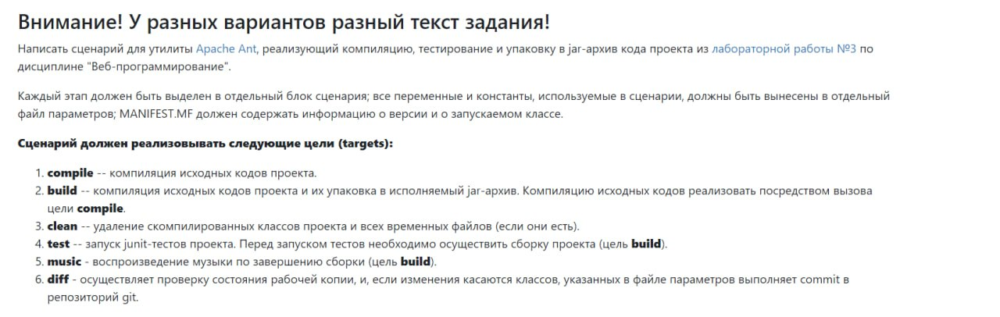 Внимание! У разных вариантов разный текст задания!
Написать сценарий для утилиты Apache Ant, реализующий компиляцию, тестирование и упаковку в jar-архив кода проекта из лабораторной работы №3 по
дисциплине "Веб-программирование".
Каждый этап должен быть выделен в отдельный блок сценария; все переменные и константы, используемые в сценарии, должны быть вынесены в отдельный
файл параметров; MANIFEST.MF должен содержать информацию о версии и о запускаемом классе.
Сценарий должен реализовывать следующие цели (targets):
1. compile -- компиляция исходных кодов проекта.
2. build -- компиляция исходных кодов проекта и их упаковка в исполняемый jar-архив. Компиляцию исходных кодов реализовать посредством вызова
цели compile.
3. clean -- удаление скомпилированных классов проекта и всех временных файлов (если они есть).
4. test -- запуск junit-тестов проекта. Перед запуском тестов необходимо осуществить сборку проекта (цель build).
5. music - воспроизведение музыки по завершению сборки (цель build).
6. diff - осуществляет проверку состояния рабочей копии, и, если изменения касаются классов, указанных в файле параметров выполняет commit в
репозиторий git.